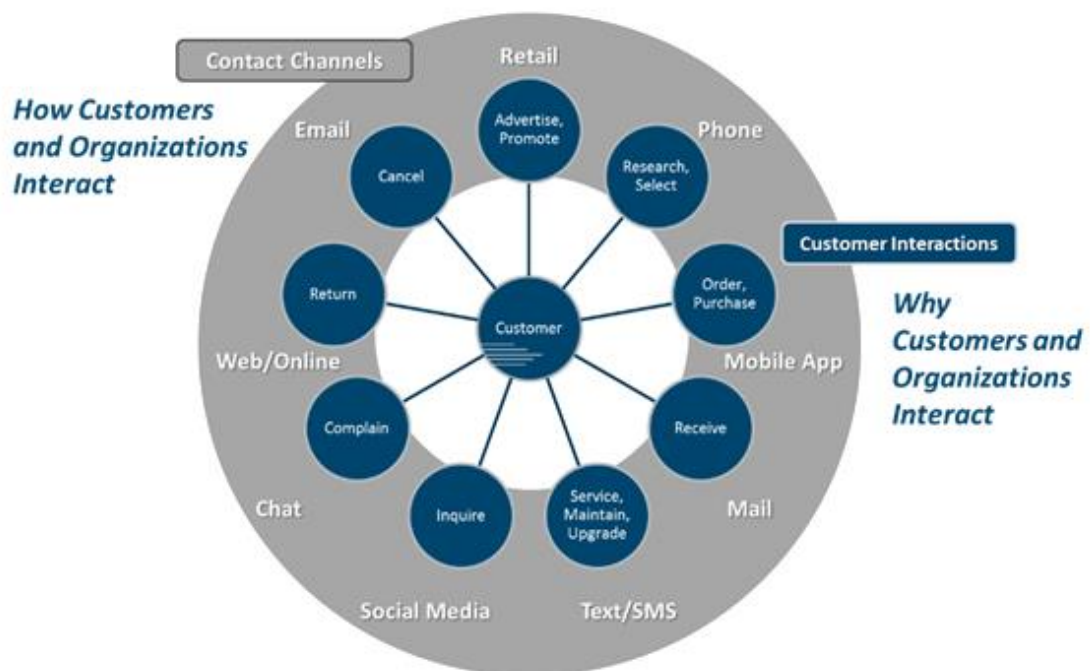 Contact Channels
How Customers
and Organizations
Interact
Retail
Email
Phone
Advertise,
Promote
Cancel
Research,
Select
Customer Interactions
Why
Customers and
Organizations
Interact
Return
Order,
Purchase
Customer
Web/Online
Mobile App
Complain
Receive
Chat
Inquire
Service,
Maintain,
Upgrade
Mail
Social Media
Text/SMS